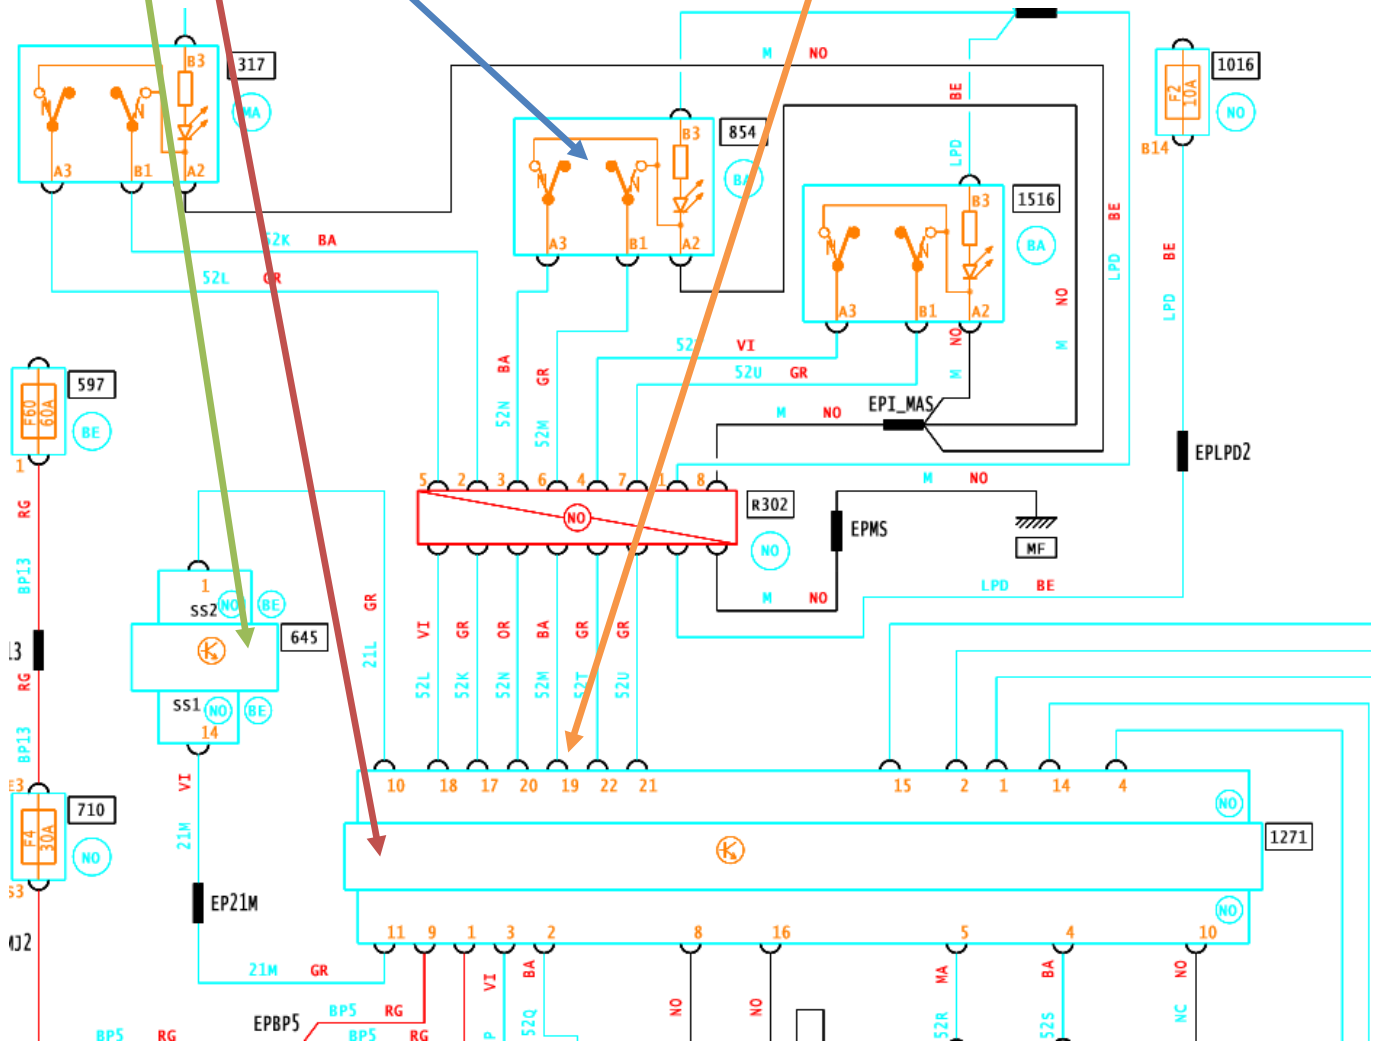 M NO
B3 317
MA
A3 B1 A2
B3 854
BA
A3 B1 A2
BE
LPD
B3 1516
BA
A3 B1 A2
F2 10A 1016
NO
B14
BE
LPD
BE
LPD
NO
M
52K BA
52L GR
BA
52N
GR
52M
VI
52U GR
NO
M
M NO
EPI_MAS
EPLPD2
597
F60 60A
BE
1
RG
BP13
5 2 3 6 4 7 1 8
NO
R302
NO
M NO
EPMS
MF
M NO
LPD BE
1
SS2 NO BE
645
SS1 NO BE
14
GR
21L
VI
52L
GR
52K
OR
52N
BA
52M
GR
52T
GR
52U
RG
BP13
710
F4 30A
NO
VI
21M
EP21M
21M GR
10 18 17 20 19 22 21 15 2 1 14 4
NO
1271
NO
11 9 1 3 2 8 16 5 4 10
VI
BA
52Q
NO
NO
MA
52R
BA
52S
NO
NC
EPBP5
BP5 RG
BP5 RG
BP5 RG